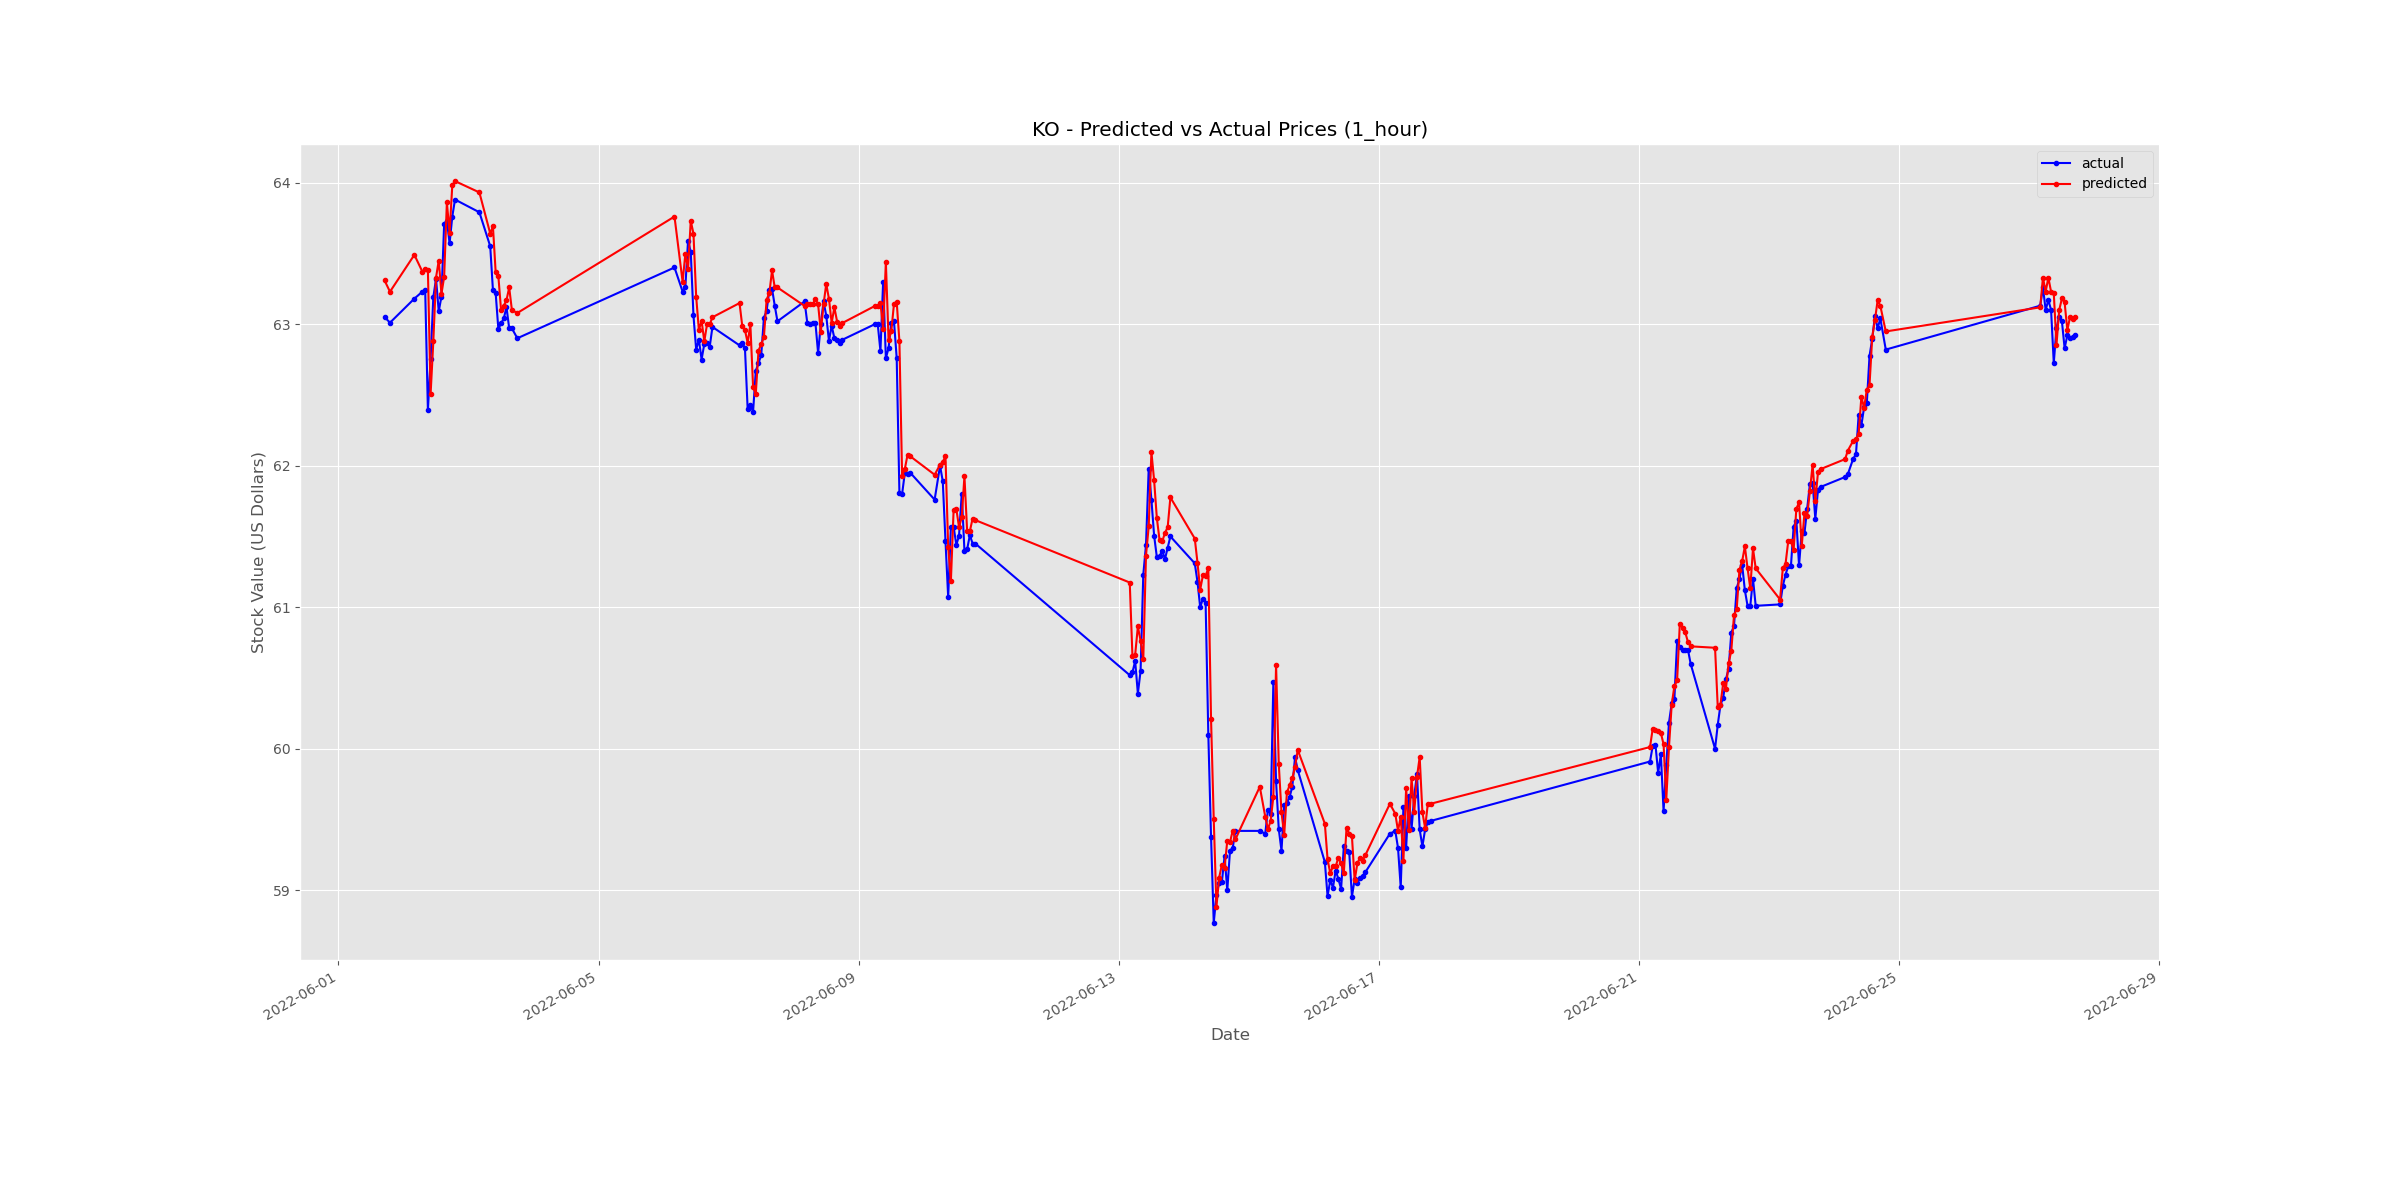 KO - Predicted vs Actual Prices (1_hour)
actual
predicted
Stock Value (US Dollars)
64
63
62
61
60
59
2022-06-01
2022-06-05
2022-06-09
2022-06-13
2022-06-17
2022-06-21
2022-06-25
2022-06-29
Date